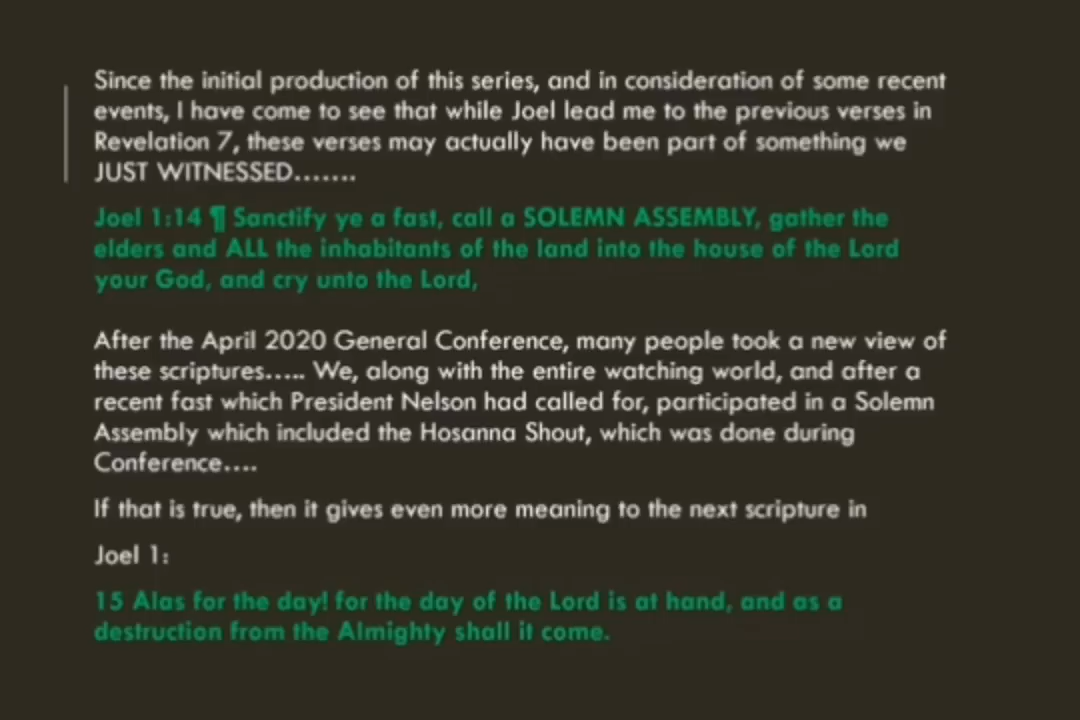 Since the initial production of this series, and in consideration of some recent
events, I have come to see that while Joel lead me to the previous verses in
Revelation 7, these verses may actually have been part of something we
JUST WITNESSED.......
Joel 1:14 ¶ Sanctify ye a fast, call a SOLEMN ASSEMBLY, gather the
elders and ALL the inhabitants of the land into the house of the Lord
your God, and cry unto the Lord,
After the April 2020 General Conference, many people took a new view of
these scriptures..... We, along with the entire watching world, and after a
recent fast which President Nelson had called for, participated in a Solemn
Assembly which included the Hosanna Shout, which was done during
Conference....
If that is true, then it gives even more meaning to the next scripture in
Joel 1:
15 Alas for the day! for the day of the Lord is at hand, and as a
destruction from the Almighty shall it come.